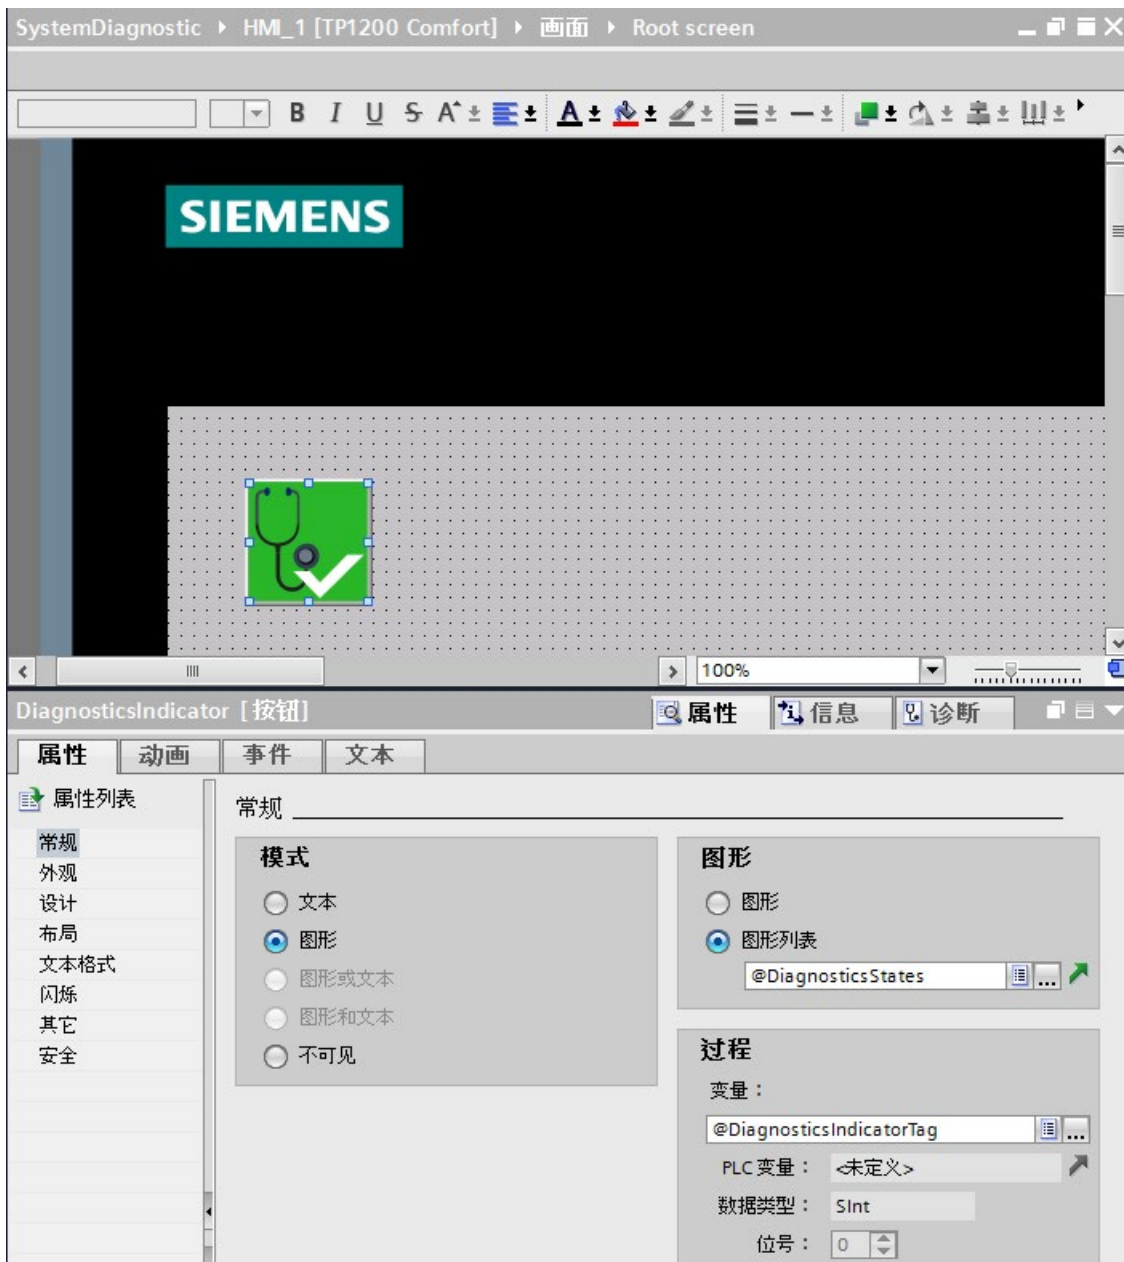 SystemDiagnostic ▸ HMI_1 [TP1200 Comfort] ▸ 画面 ▸ Root screen
B I U S A A
SIEMENS
100%
DiagnosticsIndicator [按钮] 属性 信息 诊断
属性 动画 事件 文本
属性列表
常规
外观
设计
布局
文本格式
闪烁
其它
安全
常规
模式
文本
图形
图形或文本
图形和文本
不可见
图形
图形
图形列表
@DiagnosticsStates ...
过程
变量：
@DiagnosticsIndicatorTag ...
PLC 变量： <未定义>
数据类型： SInt
位号： 0